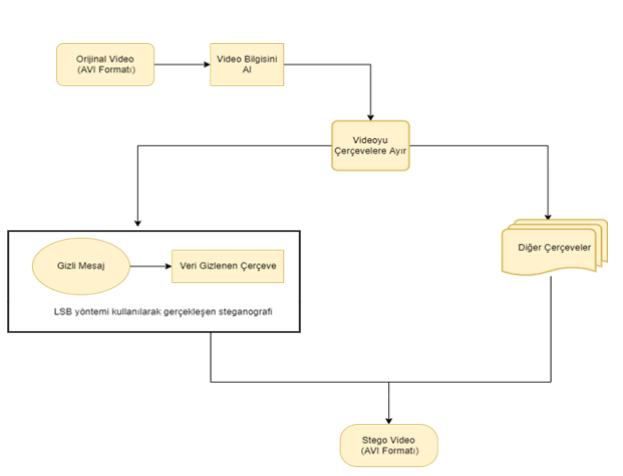 Orijinal Video
(AVI Formatı)
Video Bilgisini
Al
Videoyu
Çerçevelere Ayır
Gizli Mesaj
Veri Gizlenen Çerçeve
LSB yöntemi kullanılarak gerçekleşen steganografi
Diğer Çerçeveler
Stego Video
(AVI Formatı)